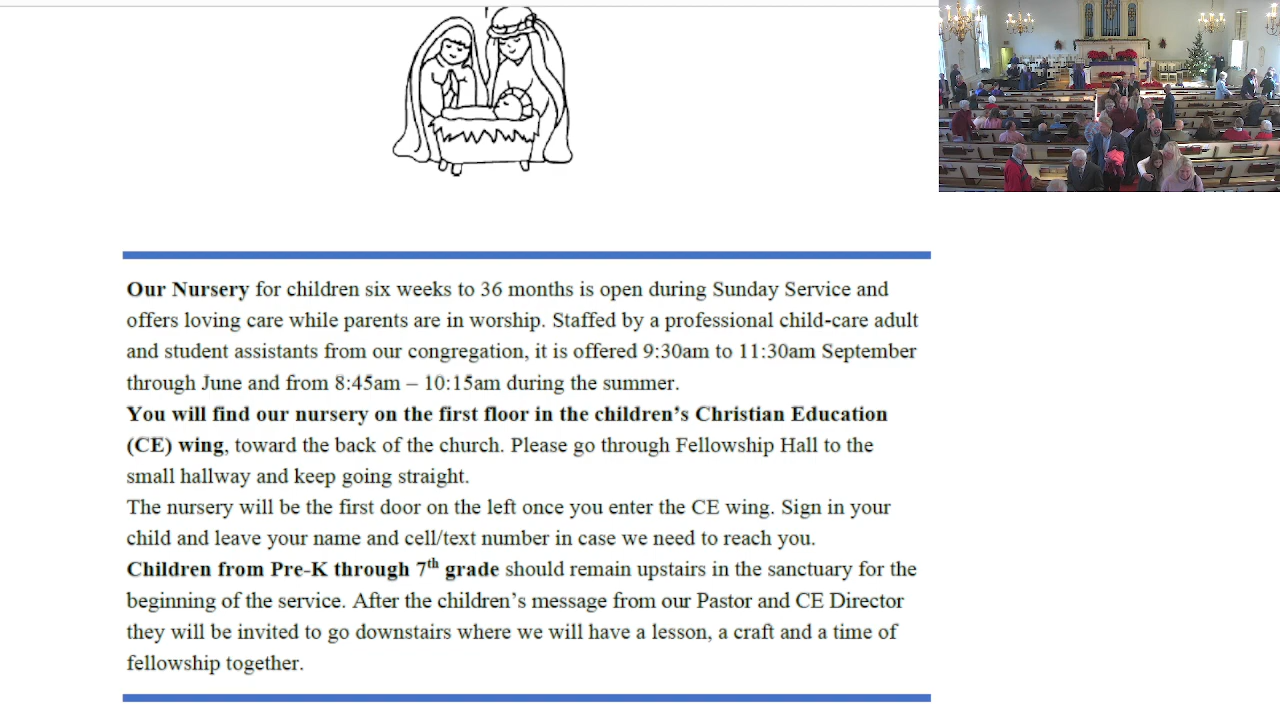 Our Nursery for children six weeks to 36 months is open during Sunday Service and
offers loving care while parents are in worship. Staffed by a professional child-care adult
and student assistants from our congregation, it is offered 9:30am to 11:30am September
through June and from 8:45am – 10:15am during the summer.
You will find our nursery on the first floor in the children’s Christian Education
(CE) wing, toward the back of the church. Please go through Fellowship Hall to the
small hallway and keep going straight.
The nursery will be the first door on the left once you enter the CE wing. Sign in your
child and leave your name and cell/text number in case we need to reach you.
Children from Pre-K through 7th grade should remain upstairs in the sanctuary for the
beginning of the service. After the children’s message from our Pastor and CE Director
they will be invited to go downstairs where we will have a lesson, a craft and a time of
fellowship together.